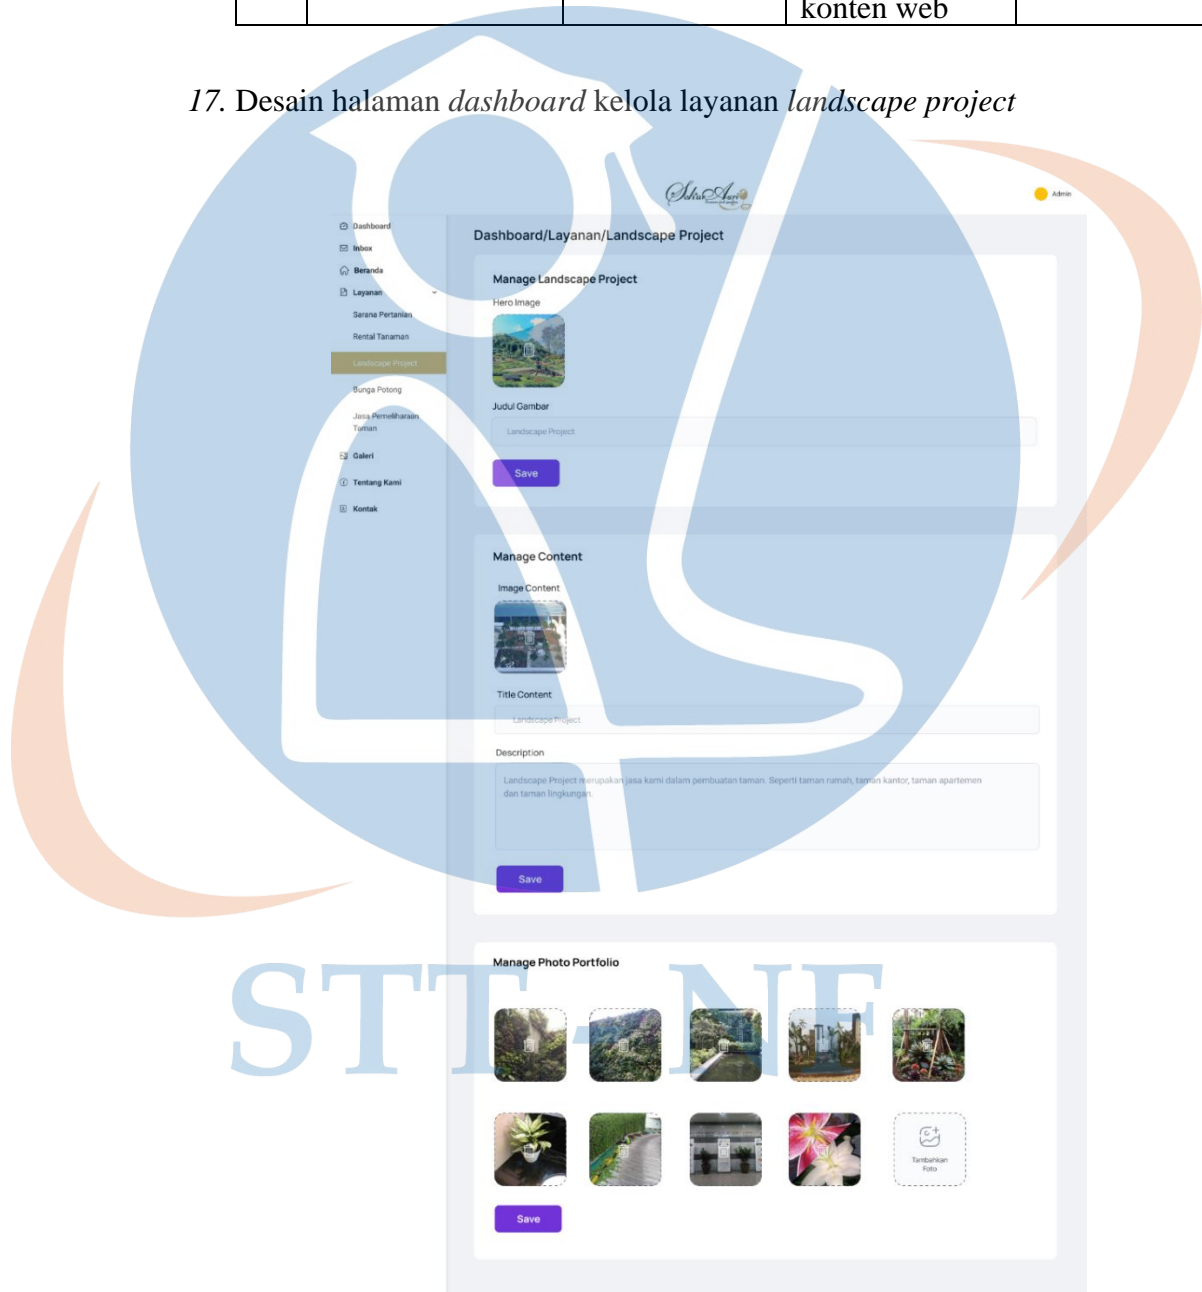 konten web
17. Desain halaman dashboard kelola layanan landscape project
Admin
Dashboard
Inbox
Beranda
Layanan
Sarana Pertanian
Rental Tanaman
Landscape Project
Bunga Potong
Jasa Pemeliharaan
Taman
Galeri
Tentang Kami
Kontak
Dashboard/Layanan/Landscape Project
Manage Landscape Project
Hero Image
Judul Gambar
Landscape Project
Save
Manage Content
Image Content
Title Content
Landscape Project
Description
Landscape Project merupakan jasa kami dalam pembuatan taman. Seperti taman rumah, taman kantor, taman apartemen
dan taman lingkungan.
Save
Manage Photo Portfolio
Tambahkan
Foto
Save
STT - NF